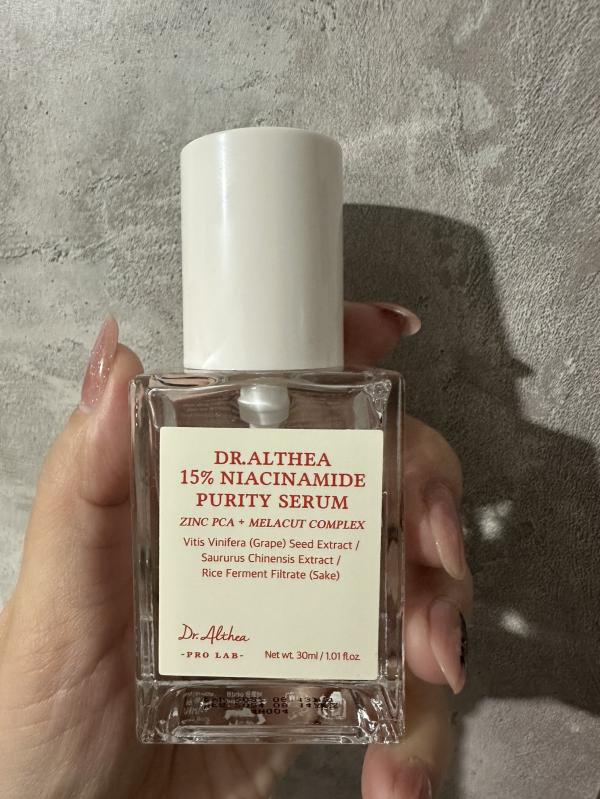 DR.ALTHEA
15% NIACINAMIDE
PURITY SERUM
ZINC PCA + MELACUT COMPLEX
Vitis Vinifera (Grape) Seed Extract /
Saururus Chinensis Extract /
Rice Ferment Filtrate (Sake)
Dr. Althea
-PRO LAB-
Net wt. 30ml / 1.01 fl.oz.